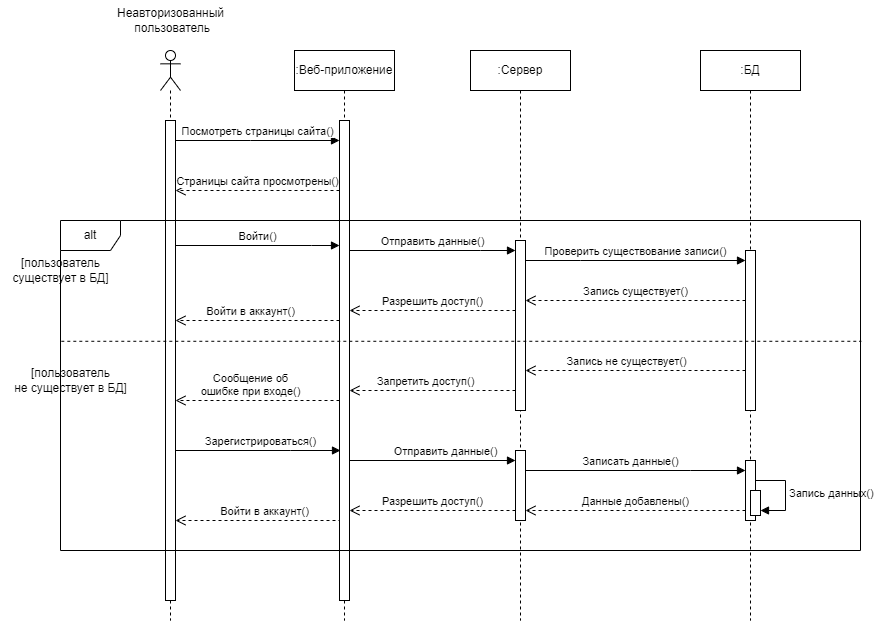 Неавторизованный
пользователь
:Веб-приложение
:Сервер
:БД
Посмотреть страницы сайта()
Страницы сайта просмотрены()
alt
[пользователь
существует в БД]
Войти()
Отправить данные()
Проверить существование записи()
Запись существует()
Разрешить доступ()
Войти в аккаунт()
[пользователь
не существует в БД]
Запись не существует()
Запретить доступ()
Сообщение об
ошибке при входе()
Зарегистрироваться()
Отправить данные()
Записать данные()
Запись данных()
Данные добавлены()
Разрешить доступ()
Войти в аккаунт()